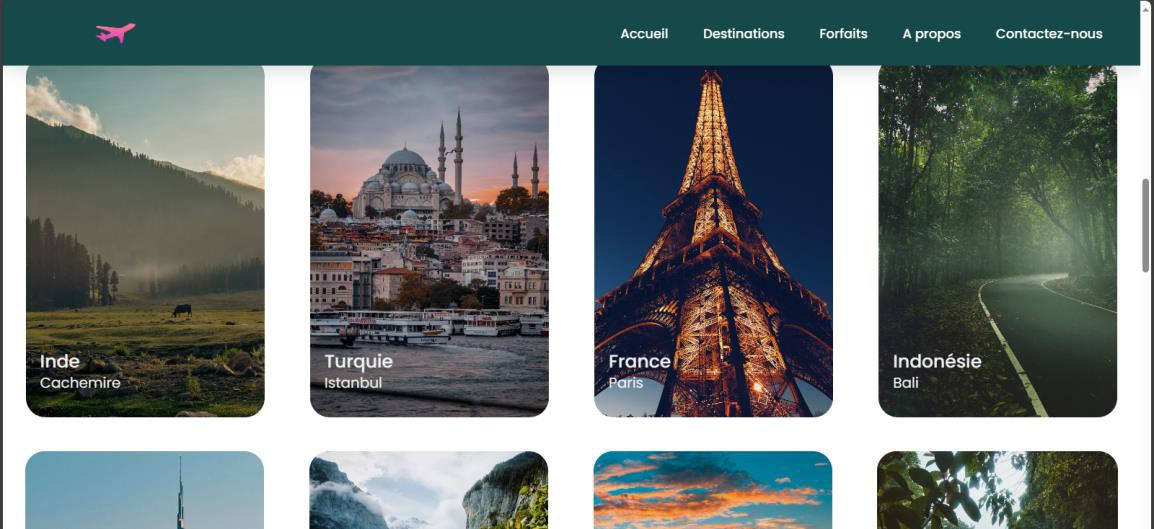 Accueil Destinations Forfaits A propos Contactez-nous
Inde
Cachemire
Turquie
Istanbul
France
Paris
Indonésie
Bali